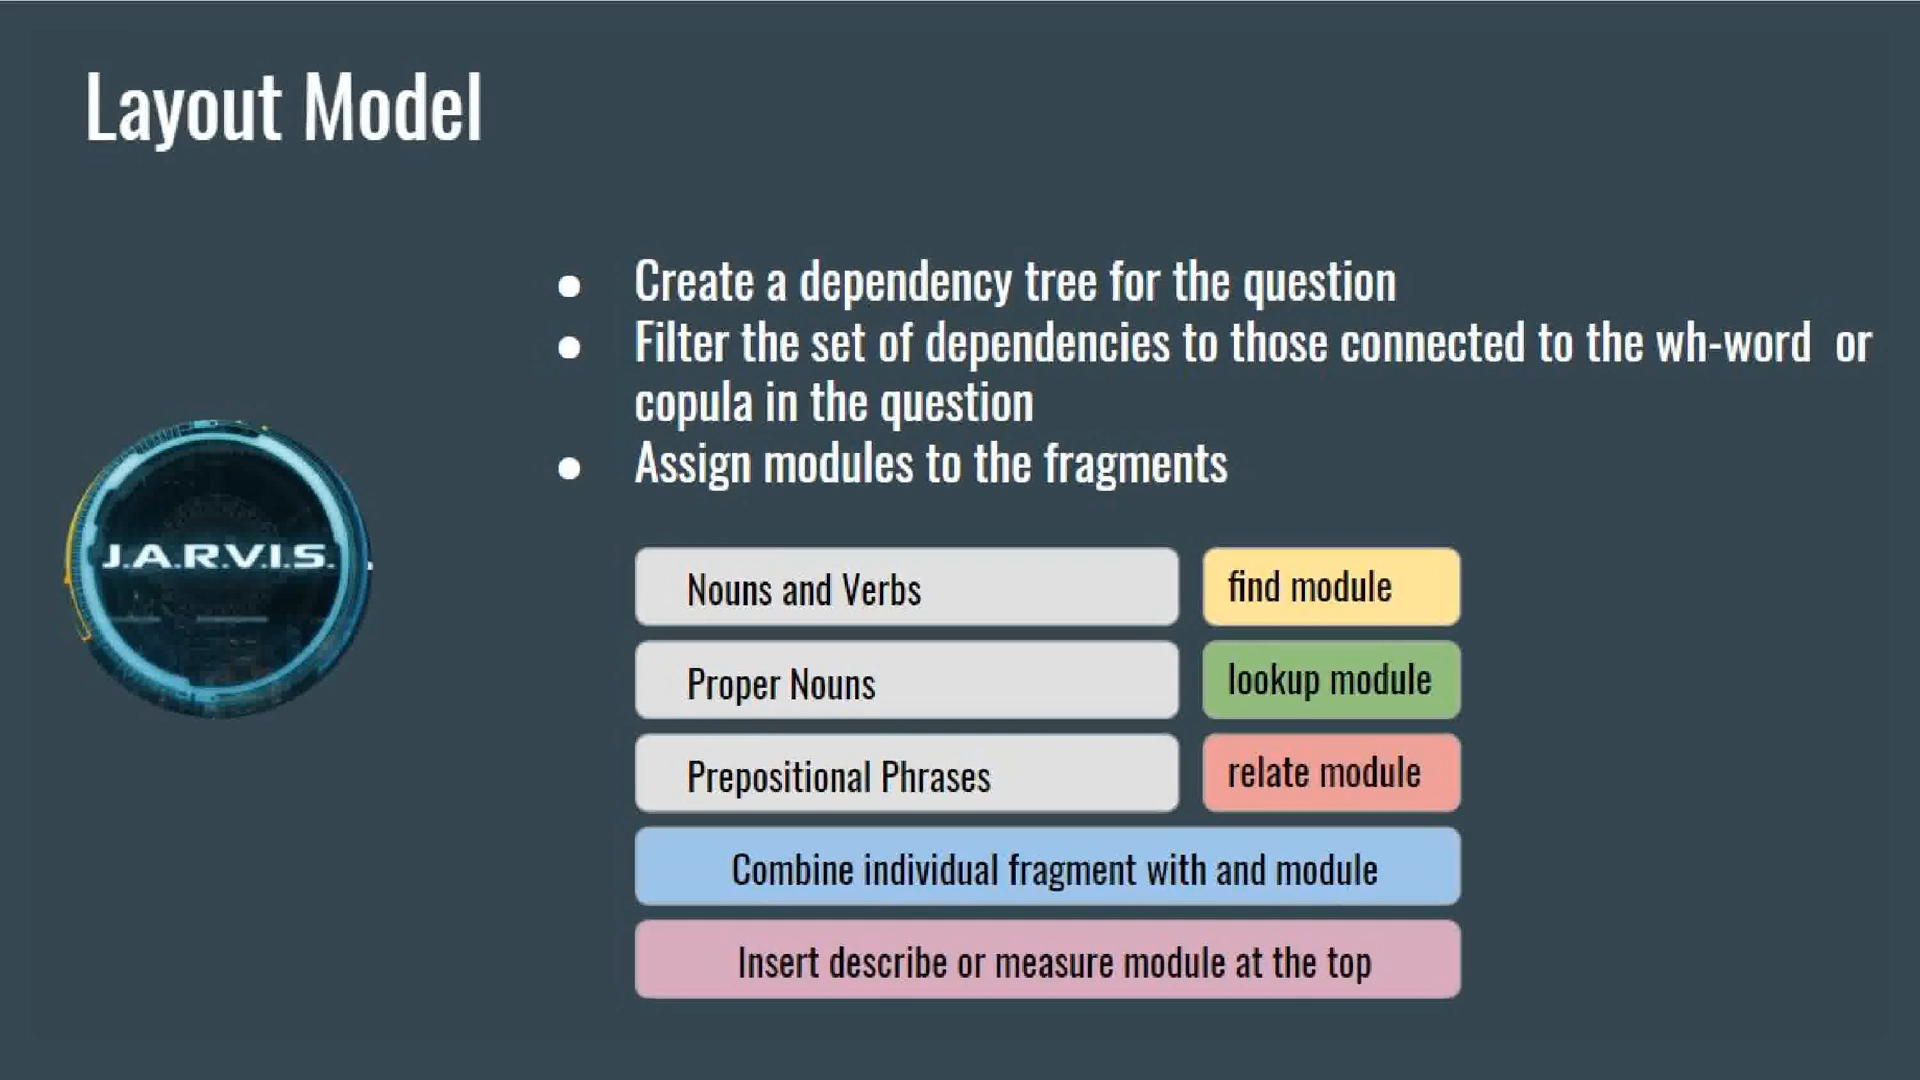 Layout Model
● Create a dependency tree for the question
● Filter the set of dependencies to those connected to the wh-word or
copula in the question
● Assign modules to the fragments
J.A.R.V.I.S.
Nouns and Verbs find module
Proper Nouns lookup module
Prepositional Phrases relate module
Combine individual fragment with and module
Insert describe or measure module at the top